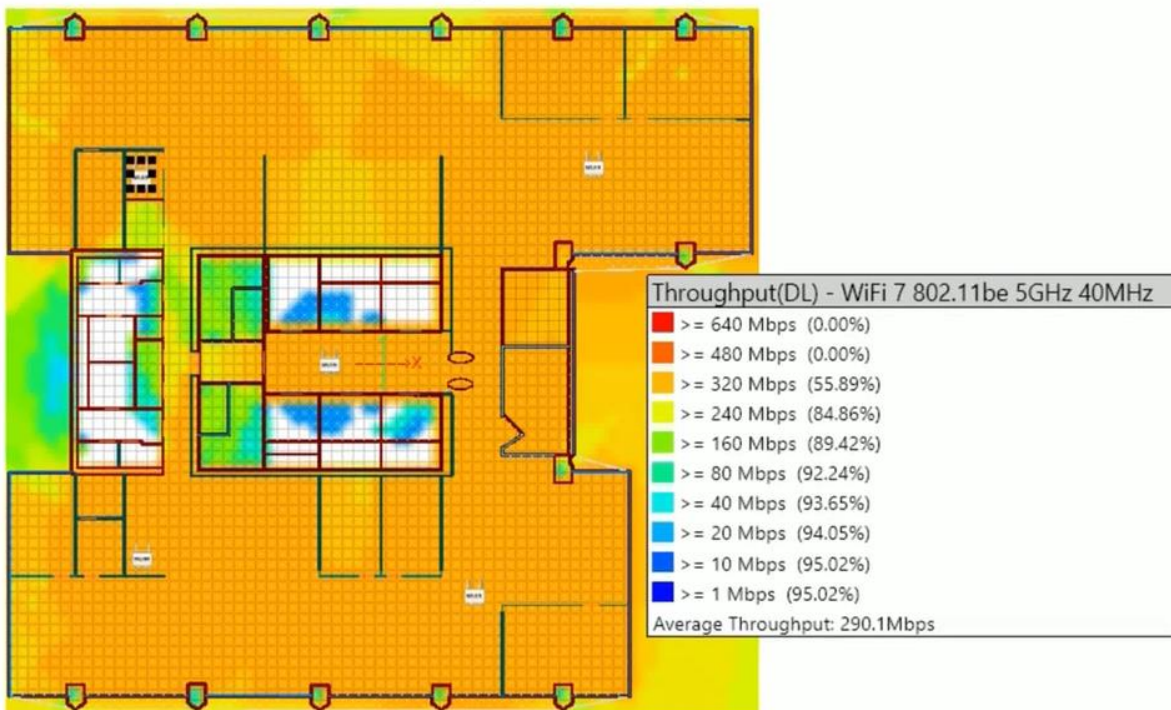 X
Throughput(DL) - WiFi 7 802.11be 5GHz 40MHz
>= 640 Mbps (0.00%)
>= 480 Mbps (0.00%)
>= 320 Mbps (55.89%)
>= 240 Mbps (84.86%)
>= 160 Mbps (89.42%)
>= 80 Mbps (92.24%)
>= 40 Mbps (93.65%)
>= 20 Mbps (94.05%)
>= 10 Mbps (95.02%)
>= 1 Mbps (95.02%)
Average Throughput: 290.1Mbps